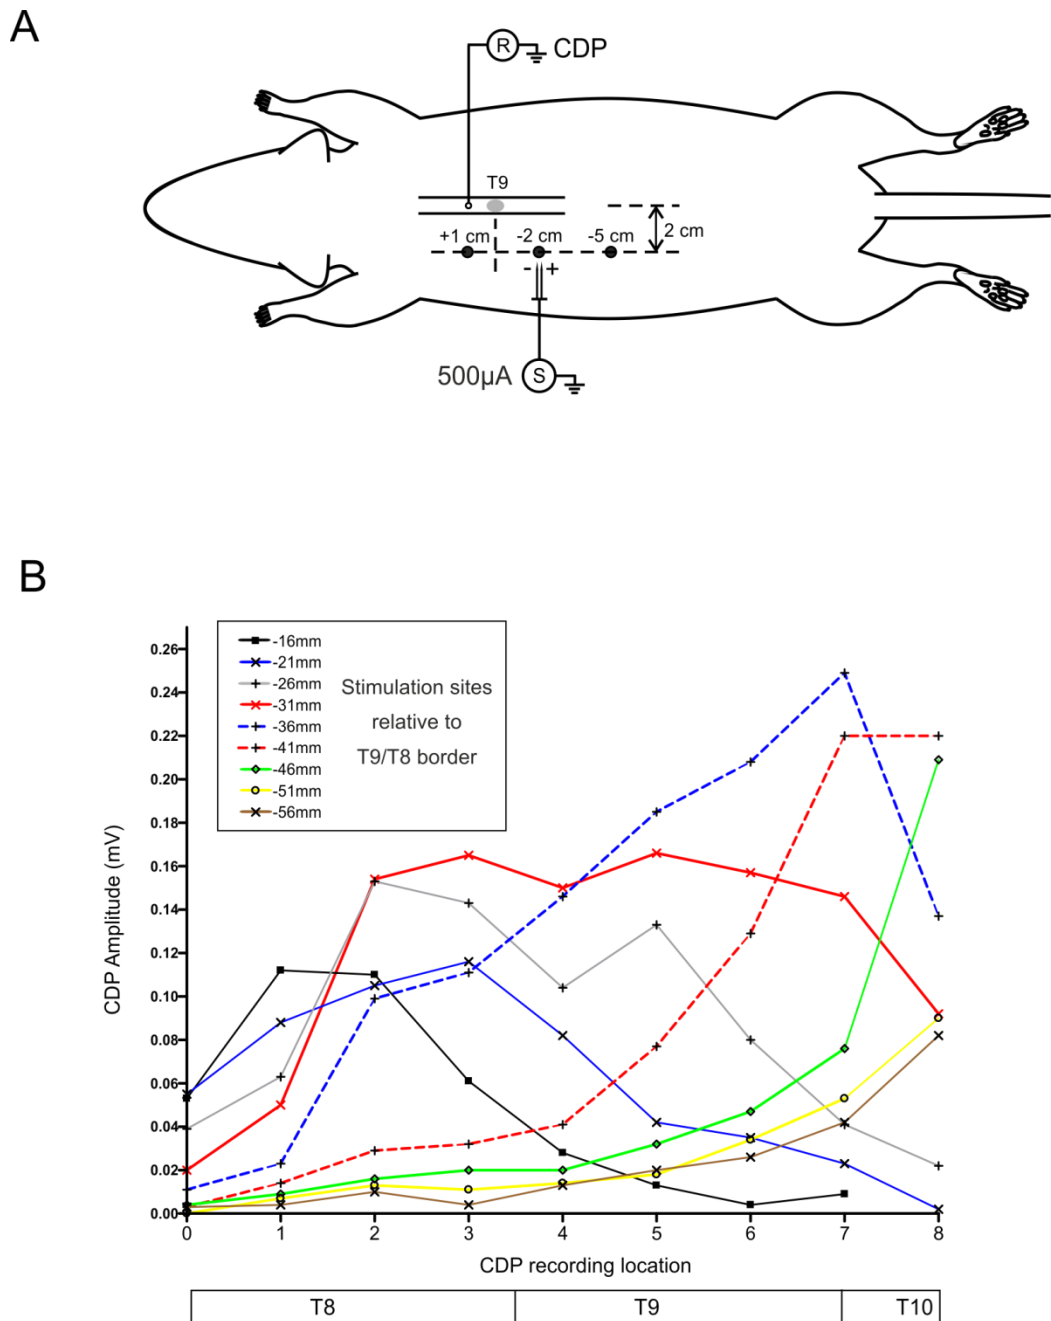 A
R
CDP
T9
+1 cm
-2 cm
-5 cm
2 cm
- +
500µA
S
B
CDP Amplitude (mV)
0.26
0.24
0.22
0.20
0.18
0.16
0.14
0.12
0.10
0.08
0.06
0.04
0.02
0.00
-16mm
-21mm
-26mm
-31mm
-36mm
-41mm
-46mm
-51mm
-56mm
Stimulation sites
relative to
T9/T8 border
0 1 2 3 4 5 6 7 8
CDP recording location
T8 T9 T10